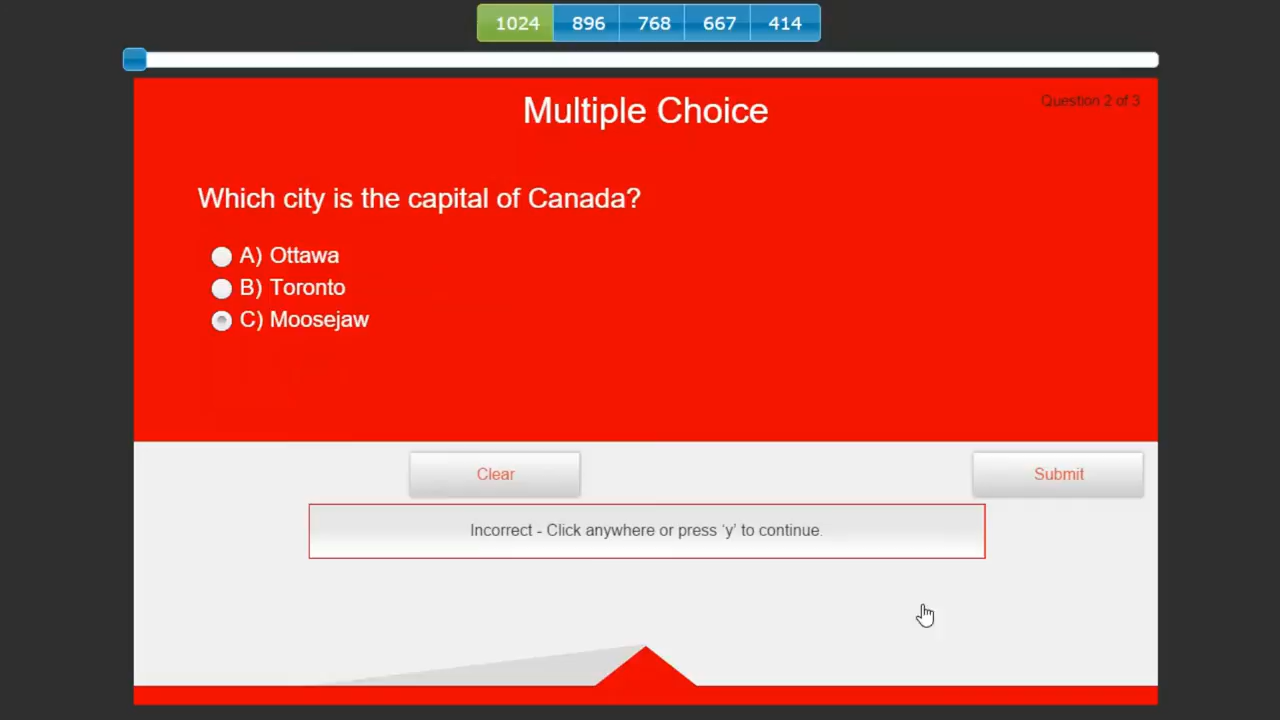 1024 896 768 667 414
Question 2 of 3
Multiple Choice
Which city is the capital of Canada?
A) Ottawa
B) Toronto
C) Moosejaw
Clear
Submit
Incorrect - Click anywhere or press ‘y’ to continue.